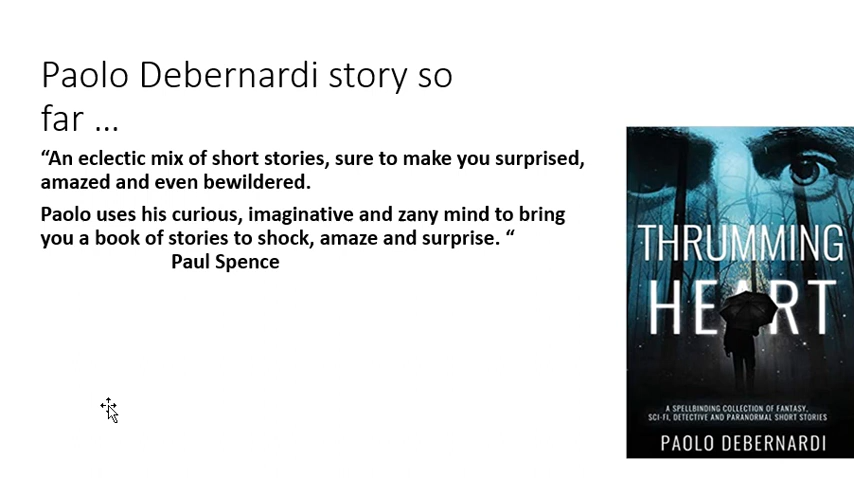 Paolo Debernardi story so
far ...
“An eclectic mix of short stories, sure to make you surprised,
amazed and even bewildered.
Paolo uses his curious, imaginative and zany mind to bring
you a book of stories to shock, amaze and surprise. “
Paul Spence
THRUMMING
HEART
A SPELLBINDING COLLECTION OF FANTASY,
SCI-FI, DETECTIVE AND PARANORMAL SHORT STORIES
PAOLO DEBERNARDI